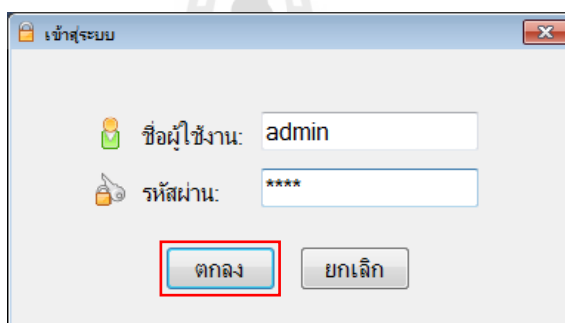 เข้าสู่ระบบ
ชื่อผู้ใช้งาน: admin
รหัสผ่าน: ****
ตกลง ยกเลิก